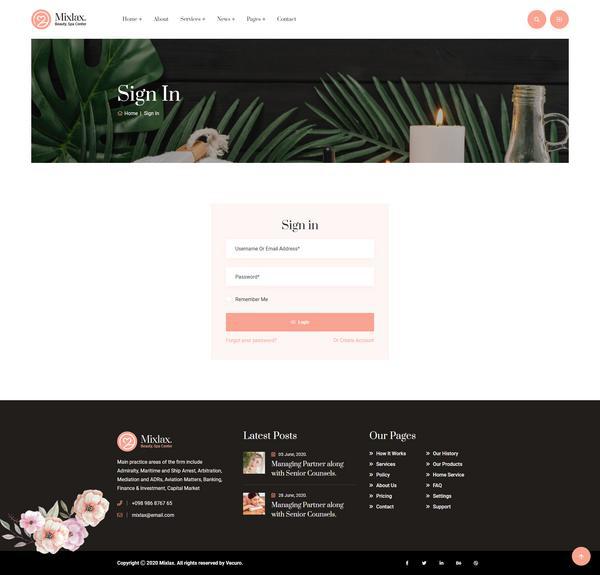 Mixlax.
Beauty, Spa Center
Home + About Services + News + Pages + Contact
Sign In
Home | Sign In
Sign in
Username Or Email Address*
Password*
Remember Me
Login
Forgot your password? Or Create Account
Mixlax.
Beauty, Spa Center
Main practice areas of the firm include
Admiralty, Maritime and Ship Arrest, Arbitration,
Mediation and ADRs, Aviation Matters, Banking,
Finance & Investment, Capital Market
+098 986 8767 65
mixlax@email.com
Latest Posts
03 June, 2020.
Managing Partner along
with Senior Counsels.
28 June, 2020.
Managing Partner along
with Senior Counsels.
Our Pages
How It Works
Services
Policy
About Us
Pricing
Contact
Our History
Our Products
Home Service
FAQ
Settings
Support
Copyright © 2020 Mixlax. All rights reserved by Vecuro.